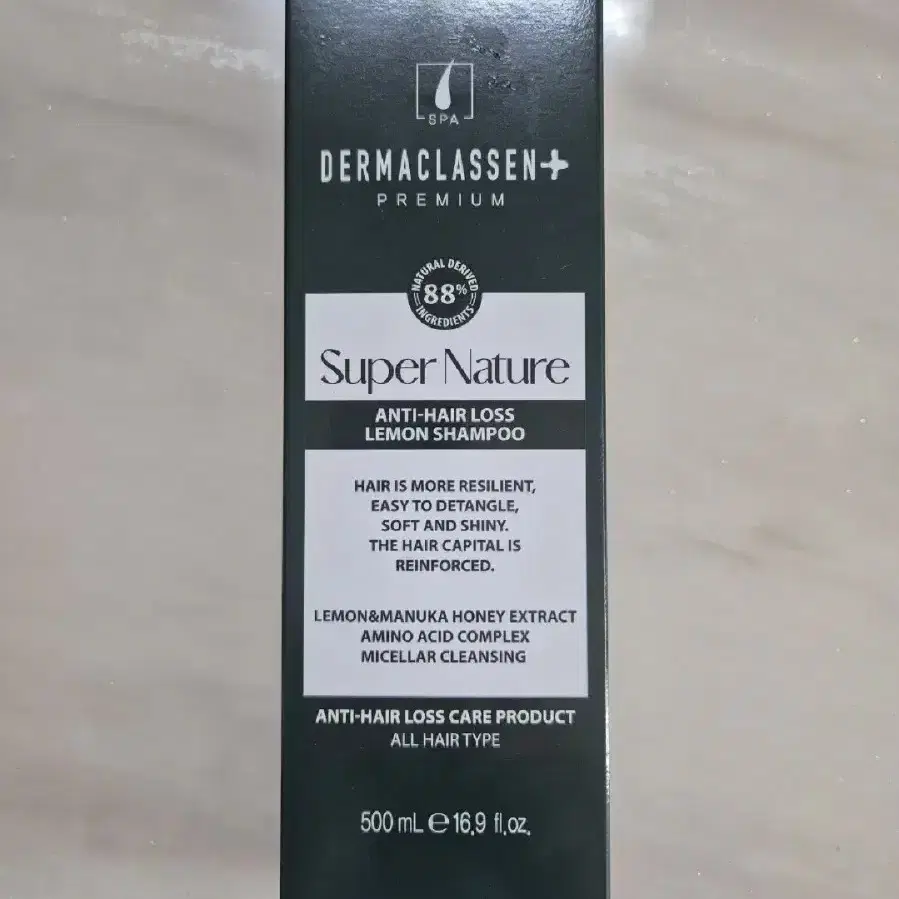 SPA
DERMACLASSEN+
PREMIUM
NATURAL DERIVED
88%
INGREDIENTS
Super Nature
ANTI-HAIR LOSS
LEMON SHAMPOO
HAIR IS MORE RESILIENT,
EASY TO DETANGLE,
SOFT AND SHINY.
THE HAIR CAPITAL IS
REINFORCED.
LEMON&MANUKA HONEY EXTRACT
AMINO ACID COMPLEX
MICELLAR CLEANSING
ANTI-HAIR LOSS CARE PRODUCT
ALL HAIR TYPE
500 mL ℮ 16.9 fl.oz.